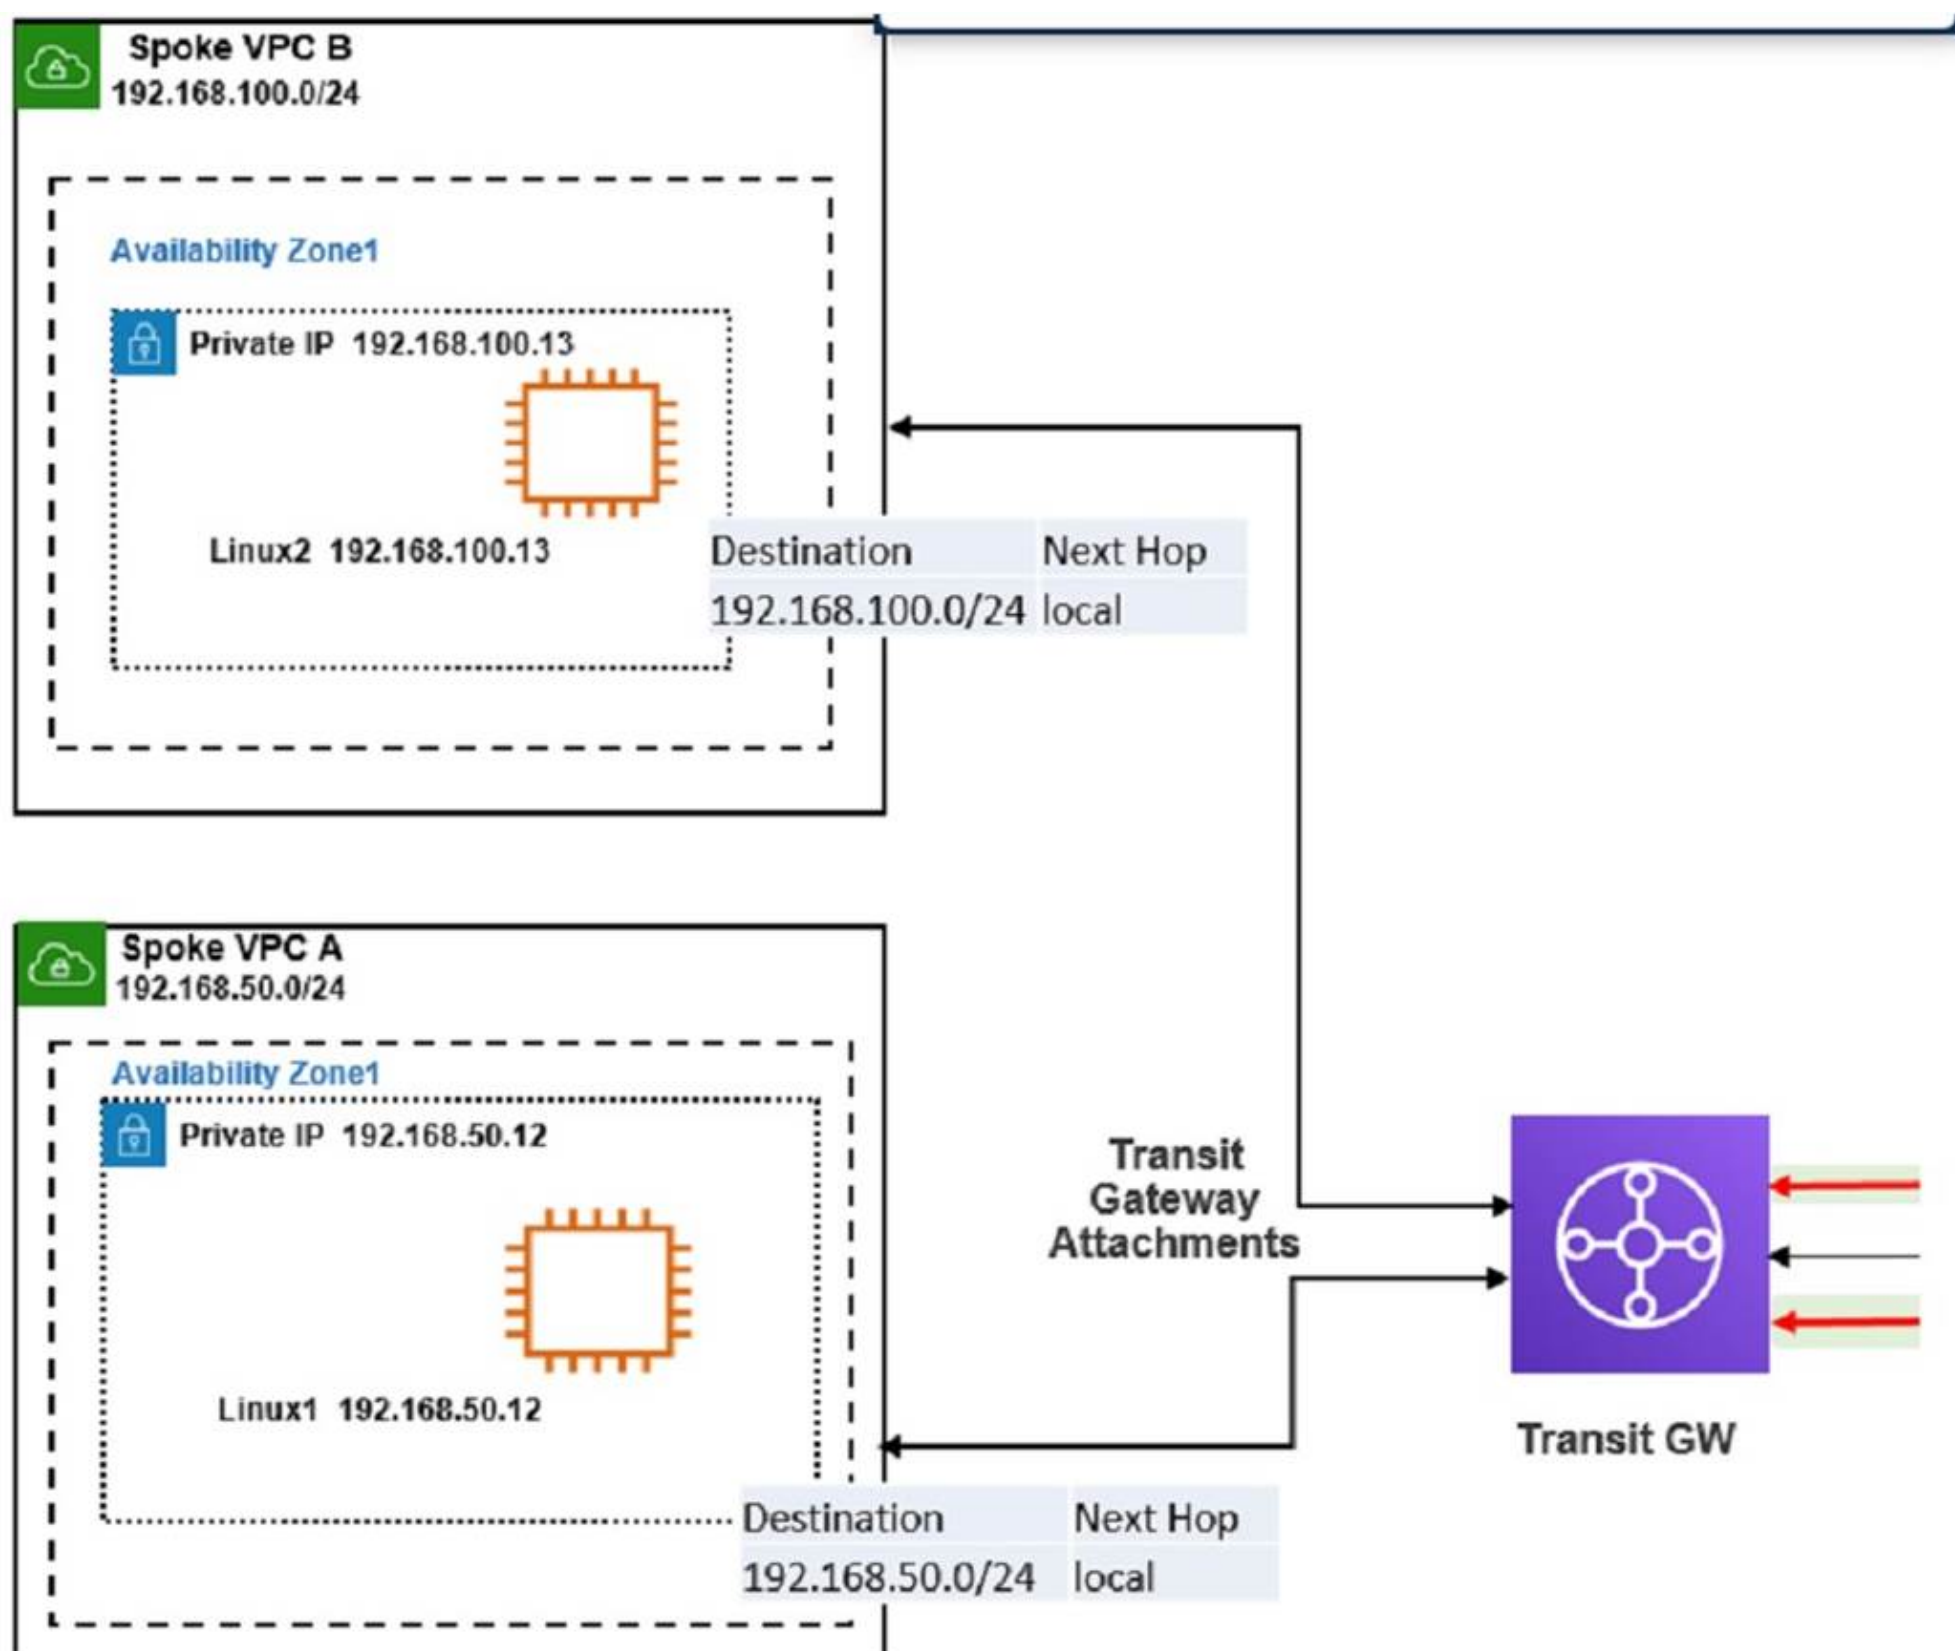 Spoke VPC B
192.168.100.0/24
Availability Zone1
Private IP 192.168.100.13
Linux2 192.168.100.13
Destination Next Hop
192.168.100.0/24 local
Spoke VPC A
192.168.50.0/24
Availability Zone1
Private IP 192.168.50.12
Linux1 192.168.50.12
Destination Next Hop
192.168.50.0/24 local
Transit
Gateway
Attachments
Transit GW